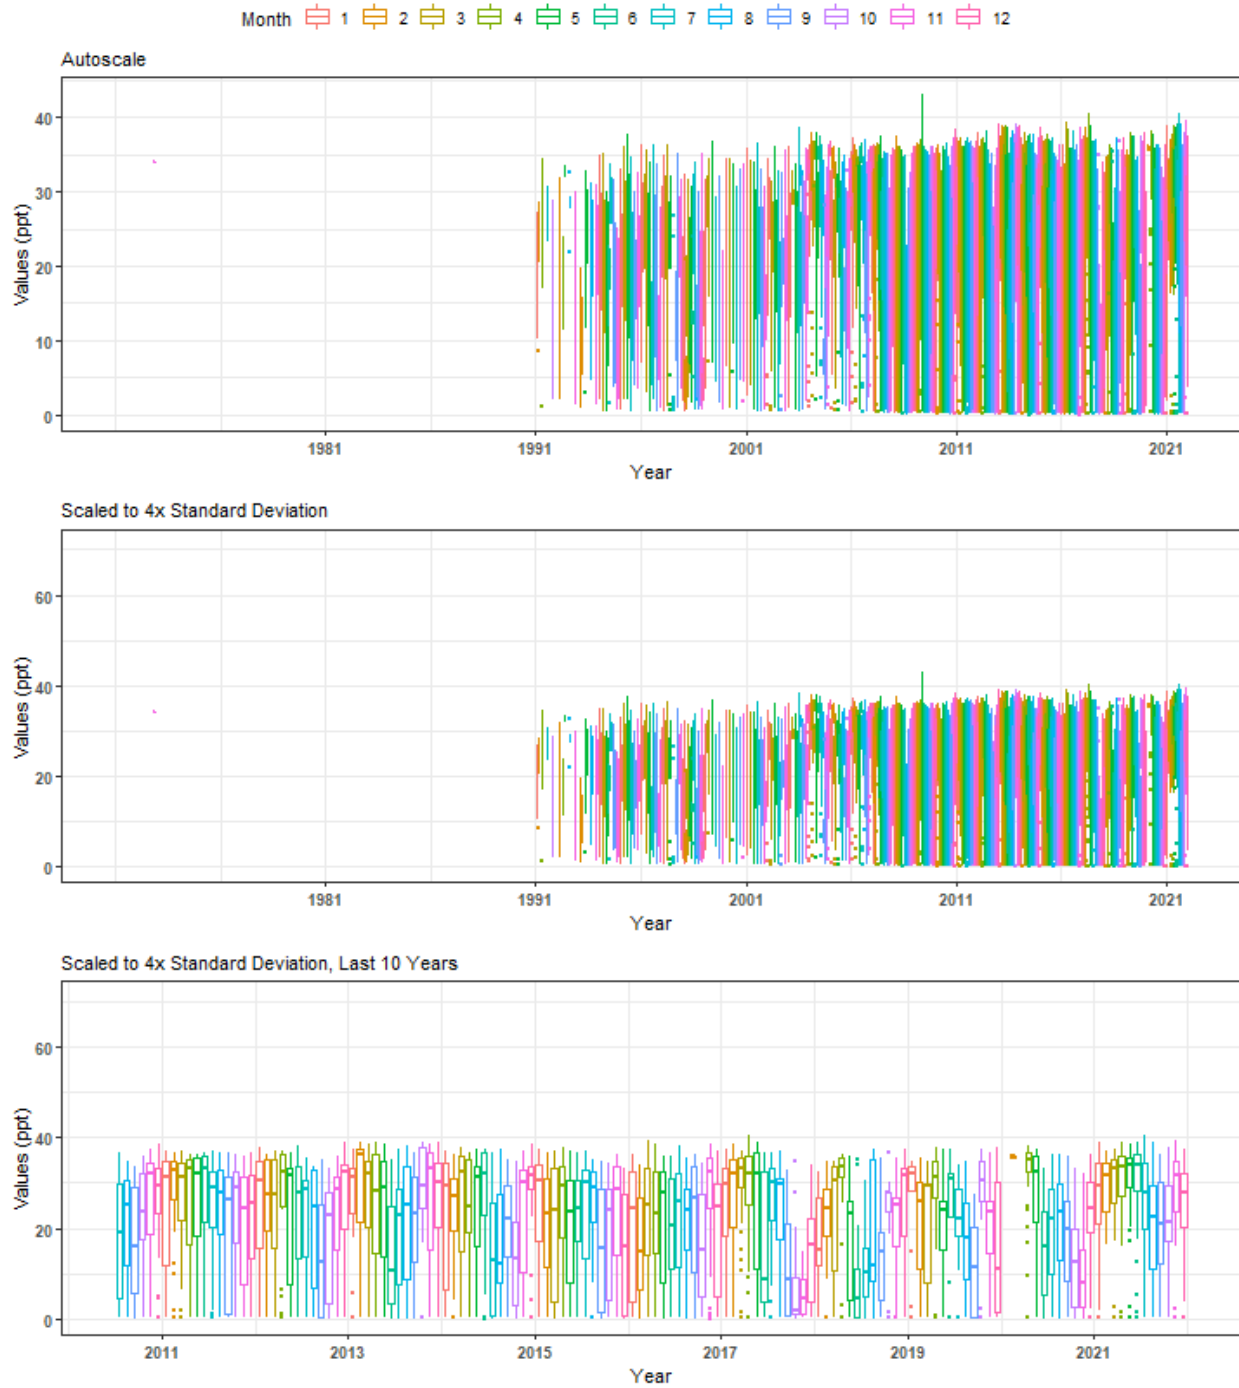 Month 1 2 3 4 5 6 7 8 9 10 11 12
Autoscale
40
30
20
10
0
Values (ppt)
1981 1991 2001 2011 2021
Year
Scaled to 4x Standard Deviation
60
40
20
0
Values (ppt)
1981 1991 2001 2011 2021
Year
Scaled to 4x Standard Deviation, Last 10 Years
60
40
20
0
Values (ppt)
2011 2013 2015 2017 2019 2021
Year